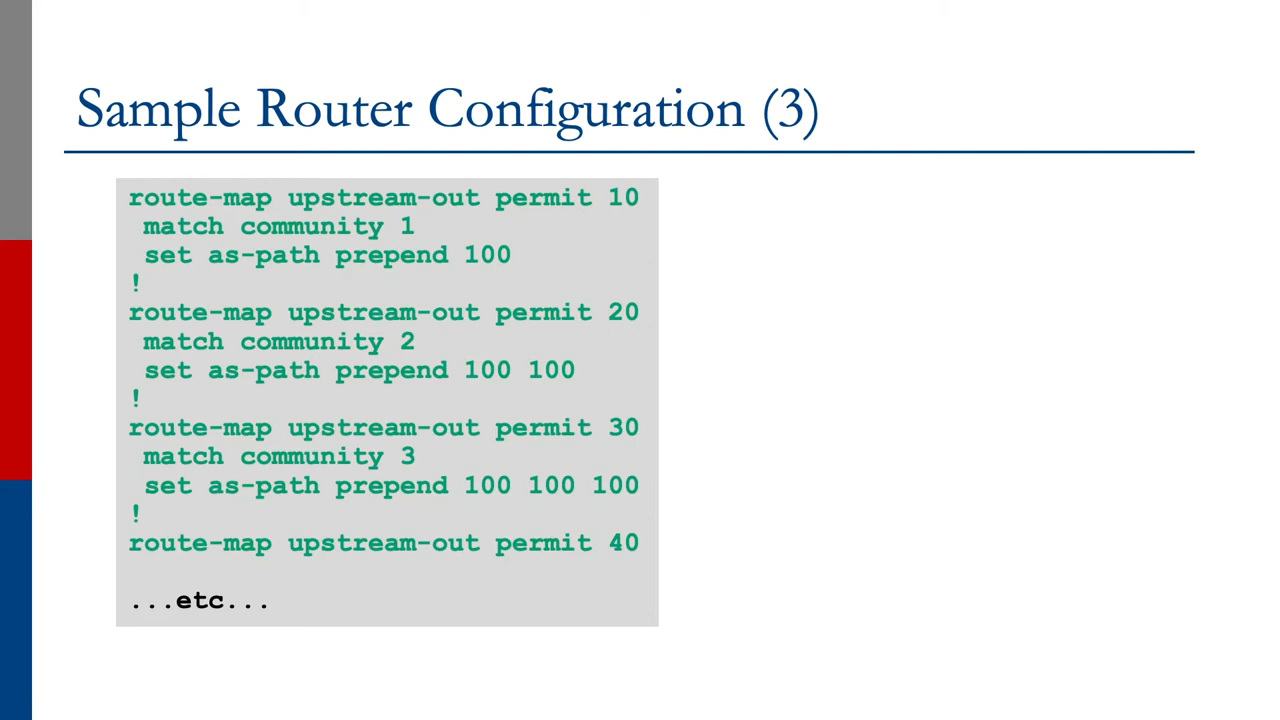 Sample Router Configuration (3)
route-map upstream-out permit 10
 match community 1
 set as-path prepend 100
!
route-map upstream-out permit 20
 match community 2
 set as-path prepend 100 100
!
route-map upstream-out permit 30
 match community 3
 set as-path prepend 100 100 100
!
route-map upstream-out permit 40
...etc...